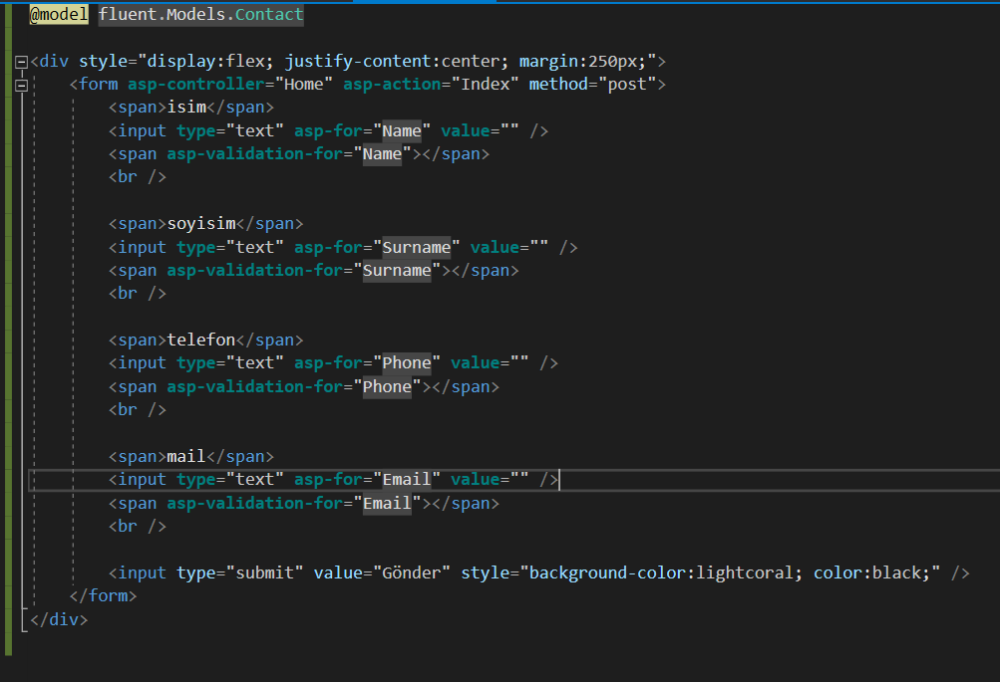 @model fluent.Models.Contact
<div style="display:flex; justify-content:center; margin:250px;">
<form asp-controller="Home" asp-action="Index" method="post">
<span>isim</span>
<input type="text" asp-for="Name" value="" />
<span asp-validation-for="Name"></span>
<br />
<span>soyisim</span>
<input type="text" asp-for="Surname" value="" />
<span asp-validation-for="Surname"></span>
<br />
<span>telefon</span>
<input type="text" asp-for="Phone" value="" />
<span asp-validation-for="Phone"></span>
<br />
<span>mail</span>
<input type="text" asp-for="Email" value="" />
<span asp-validation-for="Email"></span>
<br />
<input type="submit" value="Gönder" style="background-color:lightcoral; color:black;" />
</form>
</div>